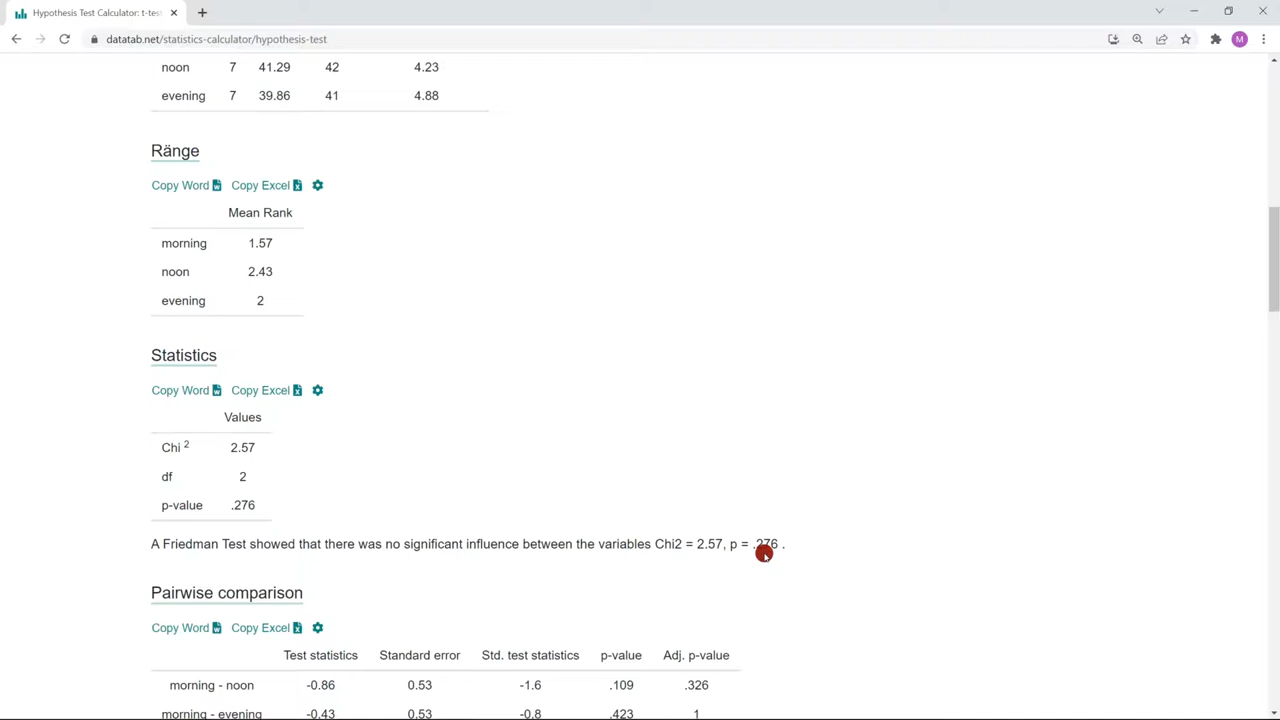 Hypothesis Test Calculator: t-tes
datatab.net/statistics-calculator/hypothesis-test
M
noon 7 41.29 42 4.23
evening 7 39.86 41 4.88
Ränge
Copy Word Copy Excel
Mean Rank
morning 1.57
noon 2.43
evening 2
Statistics
Copy Word Copy Excel
Values
Chi 2 2.57
df 2
p-value .276
A Friedman Test showed that there was no significant influence between the variables Chi2 = 2.57, p = .276 .
Pairwise comparison
Copy Word Copy Excel
Test statistics Standard error Std. test statistics p-value Adj. p-value
morning - noon -0.86 0.53 -1.6 .109 .326
morning - evening -0.43 0.53 -0.8 .423 1